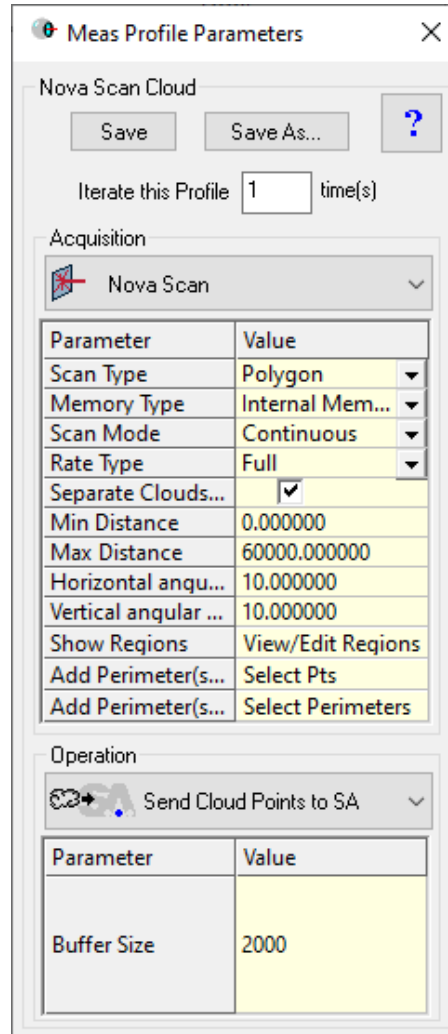 Meas Profile Parameters
Nova Scan Cloud
Save Save As... ?
Iterate this Profile 1 time(s)
Acquisition
Nova Scan
Parameter Value
Scan Type Polygon
Memory Type Internal Mem...
Scan Mode Continuous
Rate Type Full
Separate Clouds...
Min Distance 0.000000
Max Distance 60000.000000
Horizontal angu... 10.000000
Vertical angular ... 10.000000
Show Regions View/Edit Regions
Add Perimeter(s... Select Pts
Add Perimeter(s... Select Perimeters
Operation
SA Send Cloud Points to SA
Parameter Value
Buffer Size 2000